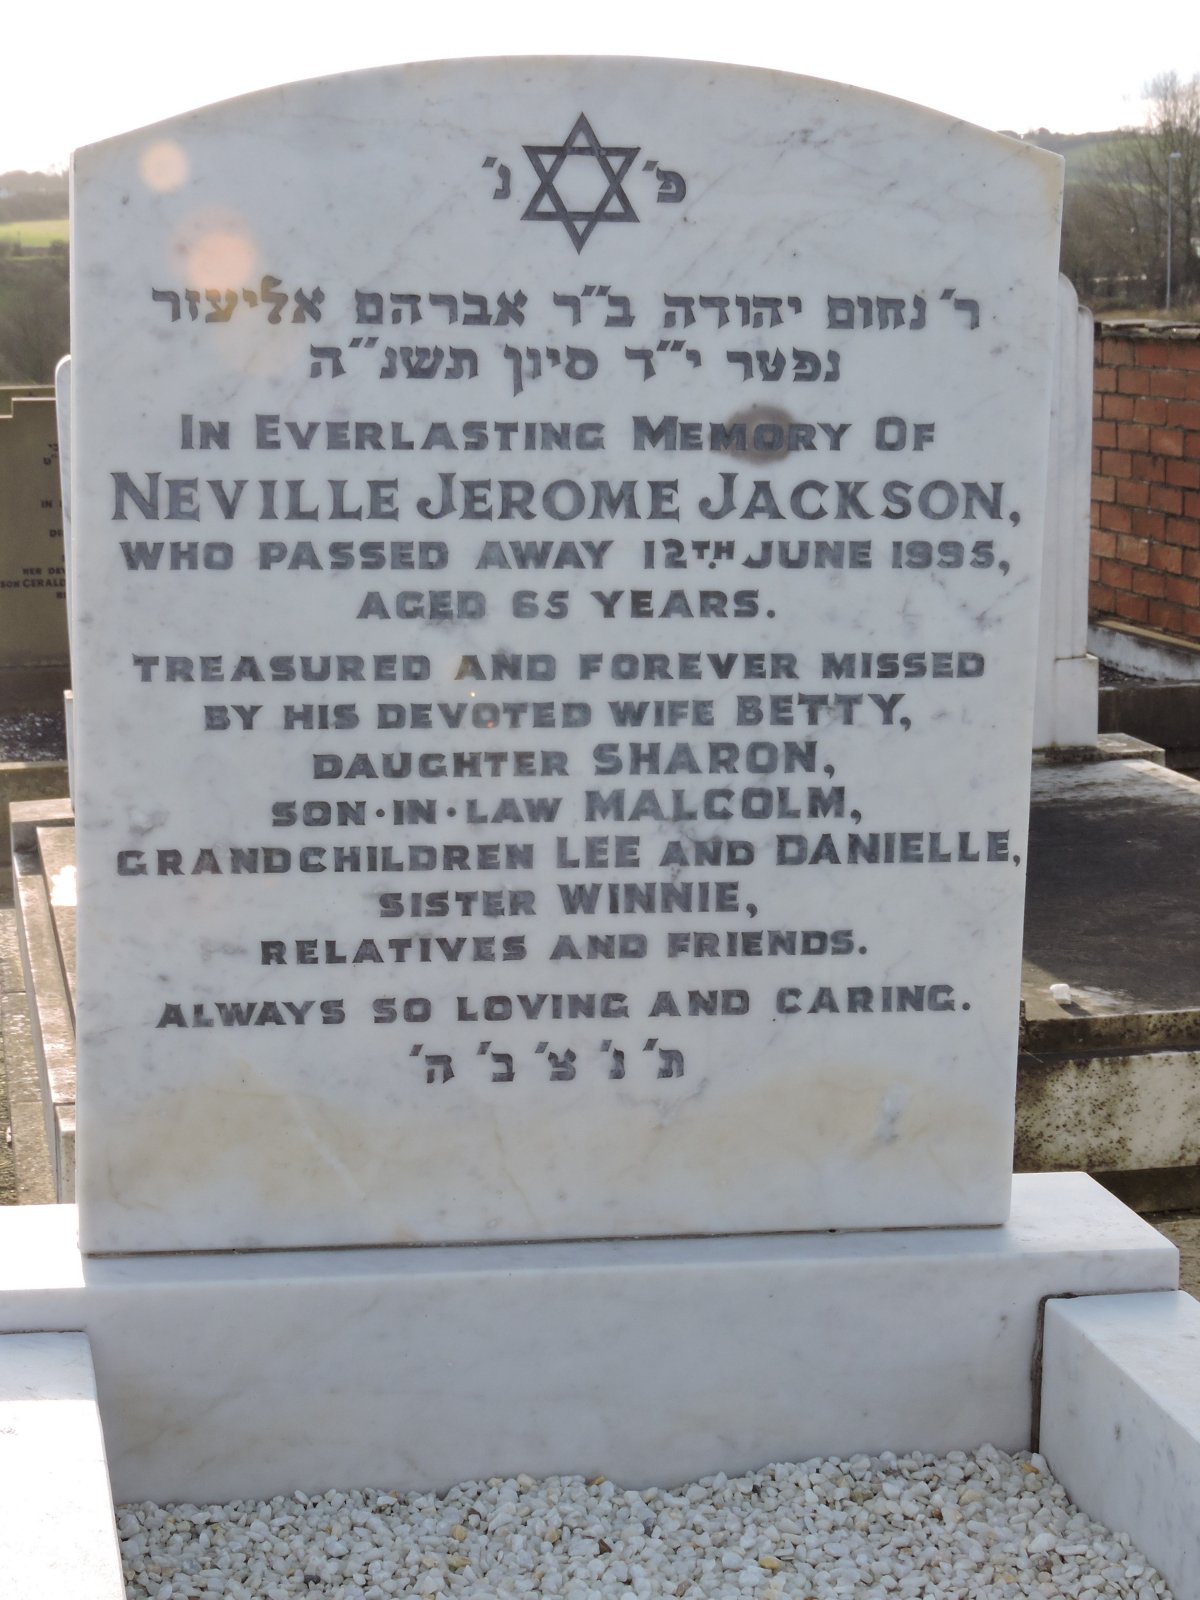 פ׳ נ׳
ר׳ נחום יהודה ב״ר אברהם אליעזר
נפטר י״ד סיון תשנ״ה
IN EVERLASTING MEMORY OF
NEVILLE JEROME JACKSON,
WHO PASSED AWAY 12TH JUNE 1995,
AGED 65 YEARS.
TREASURED AND FOREVER MISSED
BY HIS DEVOTED WIFE BETTY,
DAUGHTER SHARON,
SON·IN·LAW MALCOLM,
GRANDCHILDREN LEE AND DANIELLE,
SISTER WINNIE,
RELATIVES AND FRIENDS.
ALWAYS SO LOVING AND CARING.
ת׳ נ׳ צ׳ ב׳ ה׳